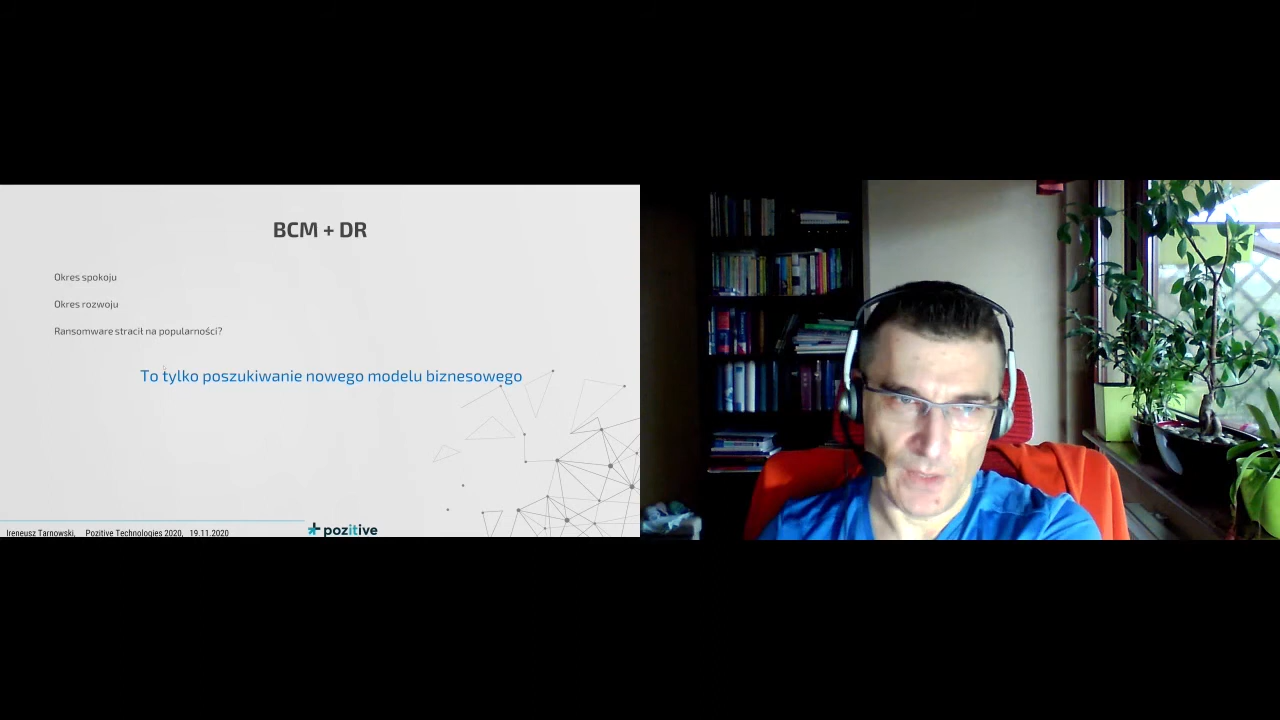 BCM + DR
Okres spokoju
Okres rozwoju
Ransomware stracił na popularności?
To tylko poszukiwanie nowego modelu biznesowego
Ireneusz Tarnowski, Pozitive Technologies 2020, 19.11.2020
pozitive